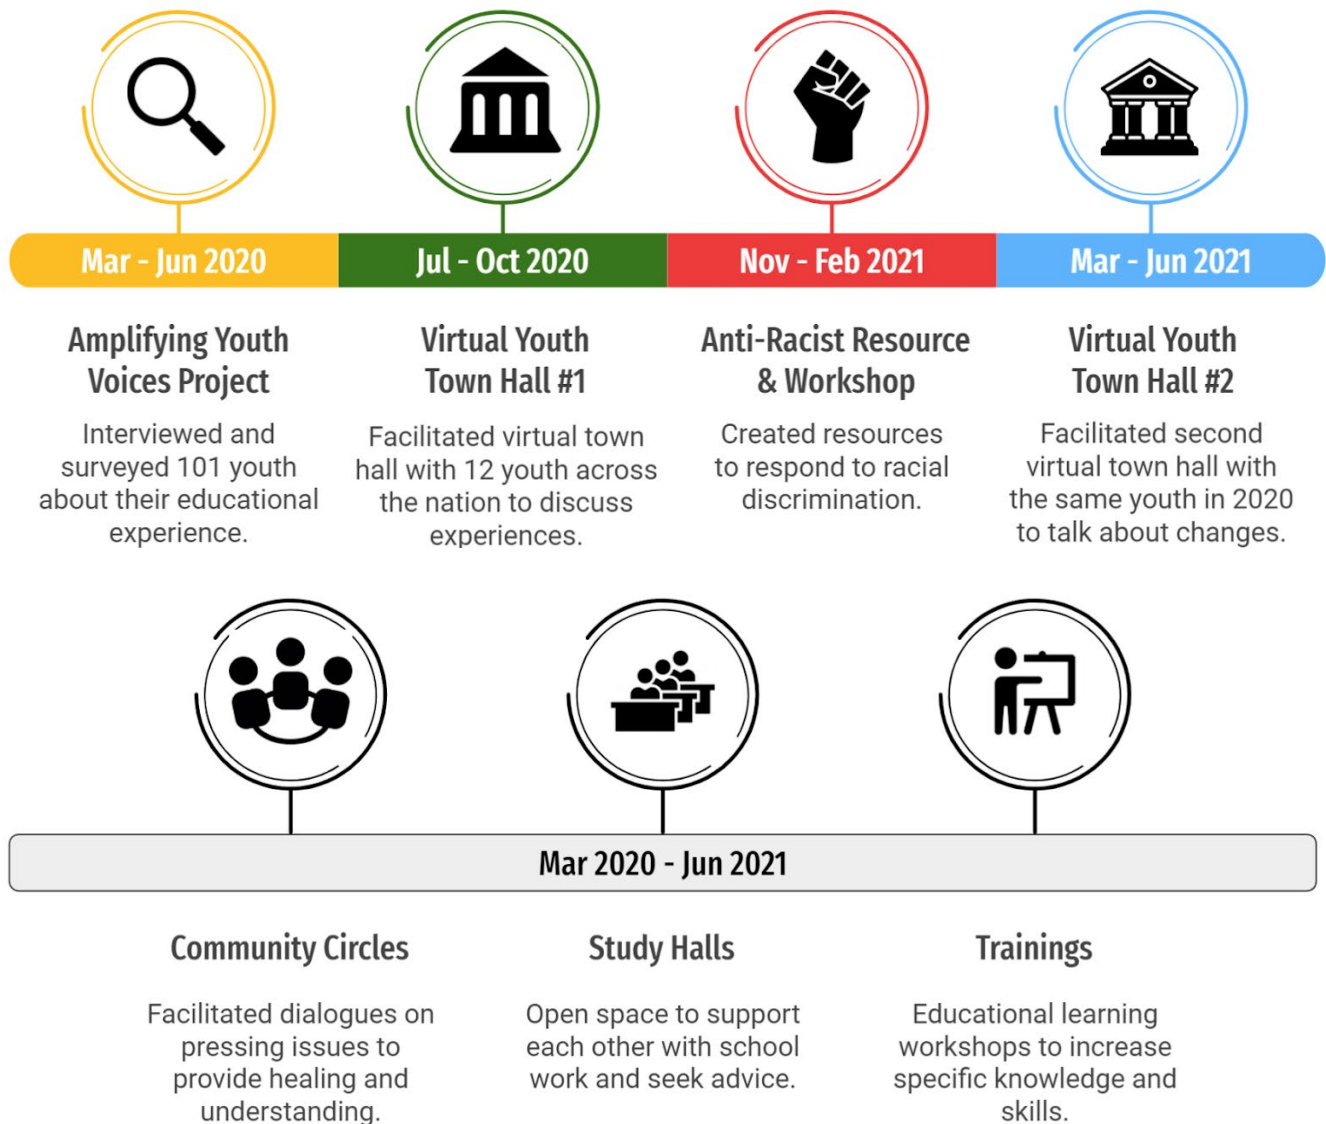 Mar - Jun 2020
Jul - Oct 2020
Nov - Feb 2021
Mar - Jun 2021
Amplifying Youth
Voices Project
Interviewed and
surveyed 101 youth
about their educational
experience.
Virtual Youth
Town Hall #1
Facilitated virtual town
hall with 12 youth across
the nation to discuss
experiences.
Anti-Racist Resource
& Workshop
Created resources
to respond to racial
discrimination.
Virtual Youth
Town Hall #2
Facilitated second
virtual town hall with
the same youth in 2020
to talk about changes.
Mar 2020 - Jun 2021
Community Circles
Facilitated dialogues on
pressing issues to
provide healing and
understanding.
Study Halls
Open space to support
each other with school
work and seek advice.
Trainings
Educational learning
workshops to increase
specific knowledge and
skills.